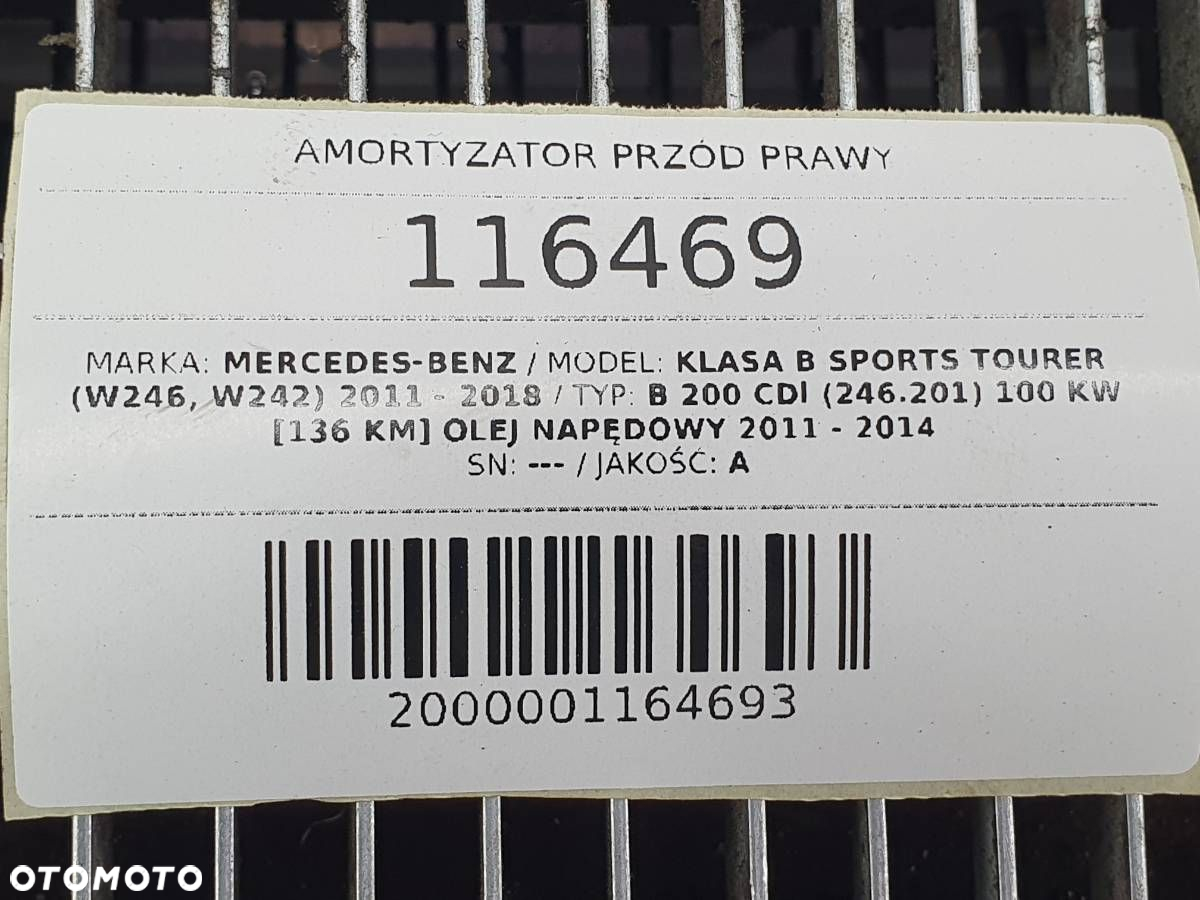 AMORTYZATOR PRZÓD PRAWY
116469
MARKA: MERCEDES-BENZ / MODEL: KLASA B SPORTS TOURER
(W246, W242) 2011 - 2018 / TYP: B 200 CDI (246.201) 100 KW
[136 KM] OLEJ NAPĘDOWY 2011 - 2014
SN: --- / JAKOŚĆ: A
2000001164693
OTOMOTO